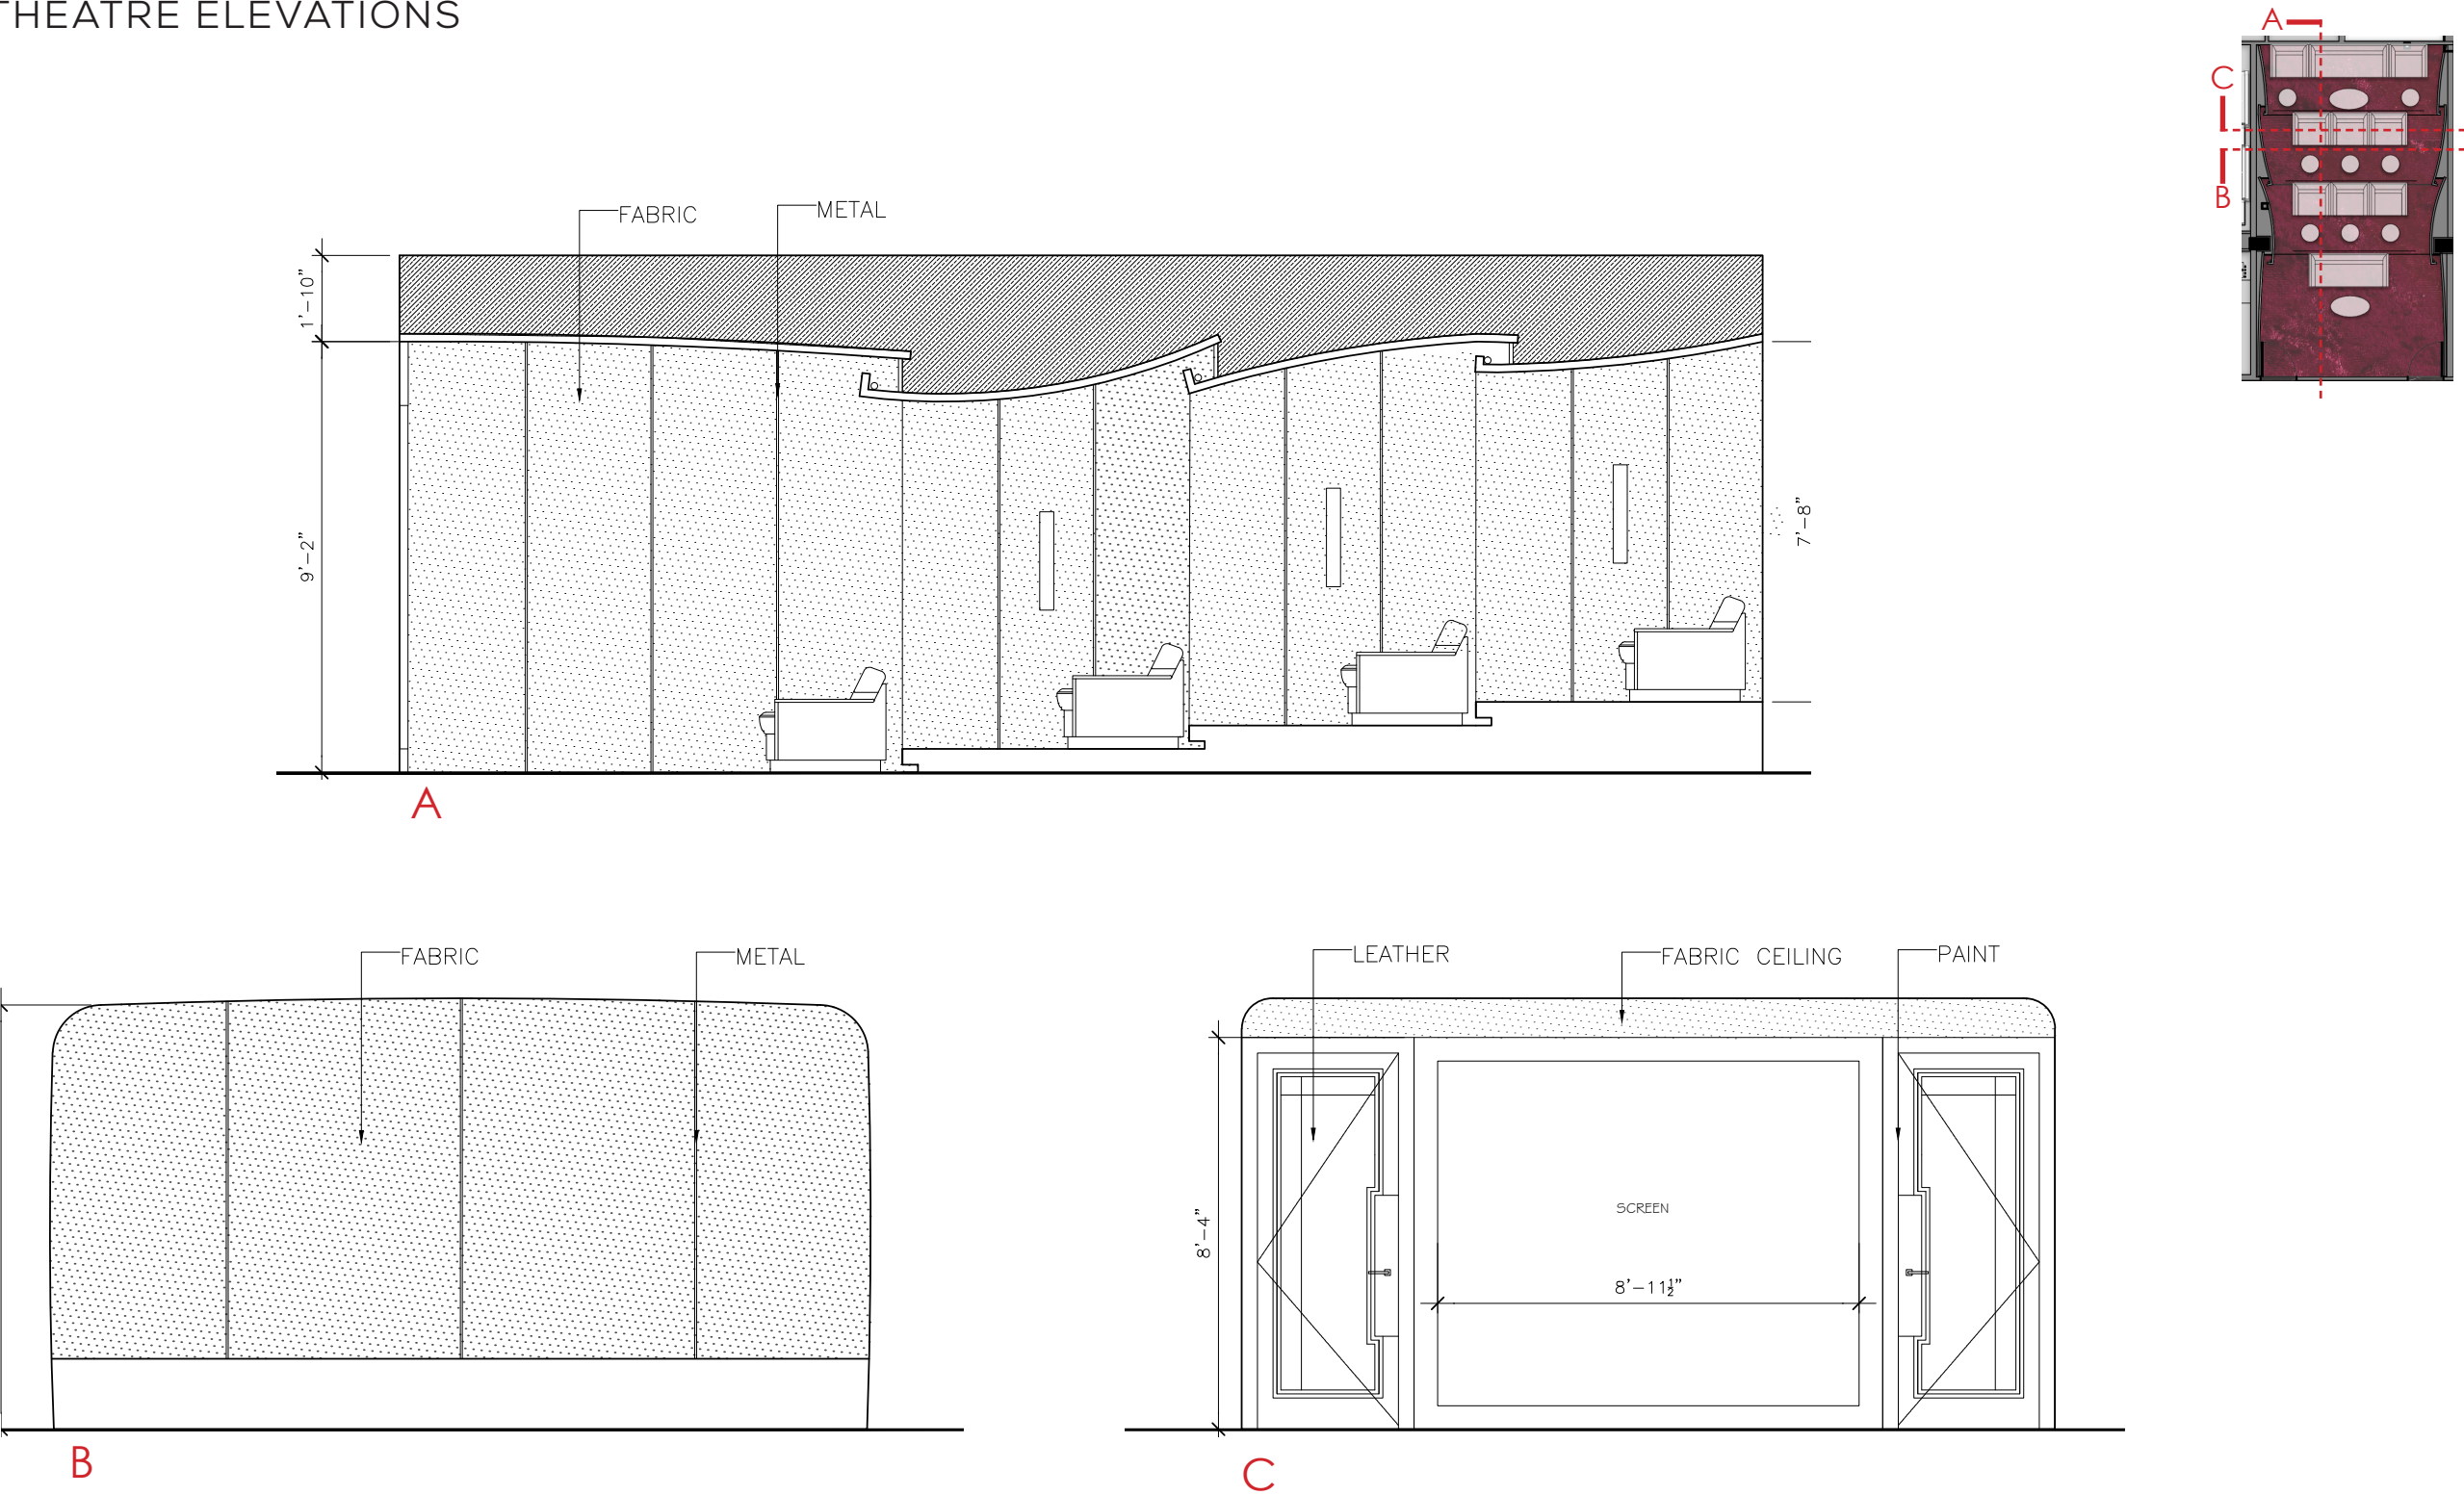 THEATRE ELEVATIONS
A
C
B
FABRIC
METAL
1'-10"
9'-2"
7'-8"
A
FABRIC
METAL
LEATHER
FABRIC CEILING
PAINT
8'-4"
SCREEN
8'-11½"
B
C